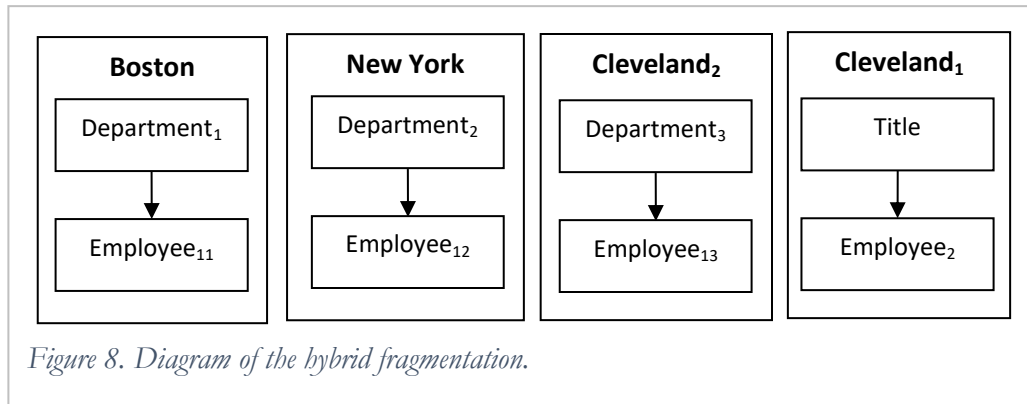 Boston
Department₁
Employee₁₁
New York
Department₂
Employee₁₂
Cleveland₂
Department₃
Employee₁₃
Cleveland₁
Title
Employee₂
Figure 8. Diagram of the hybrid fragmentation.